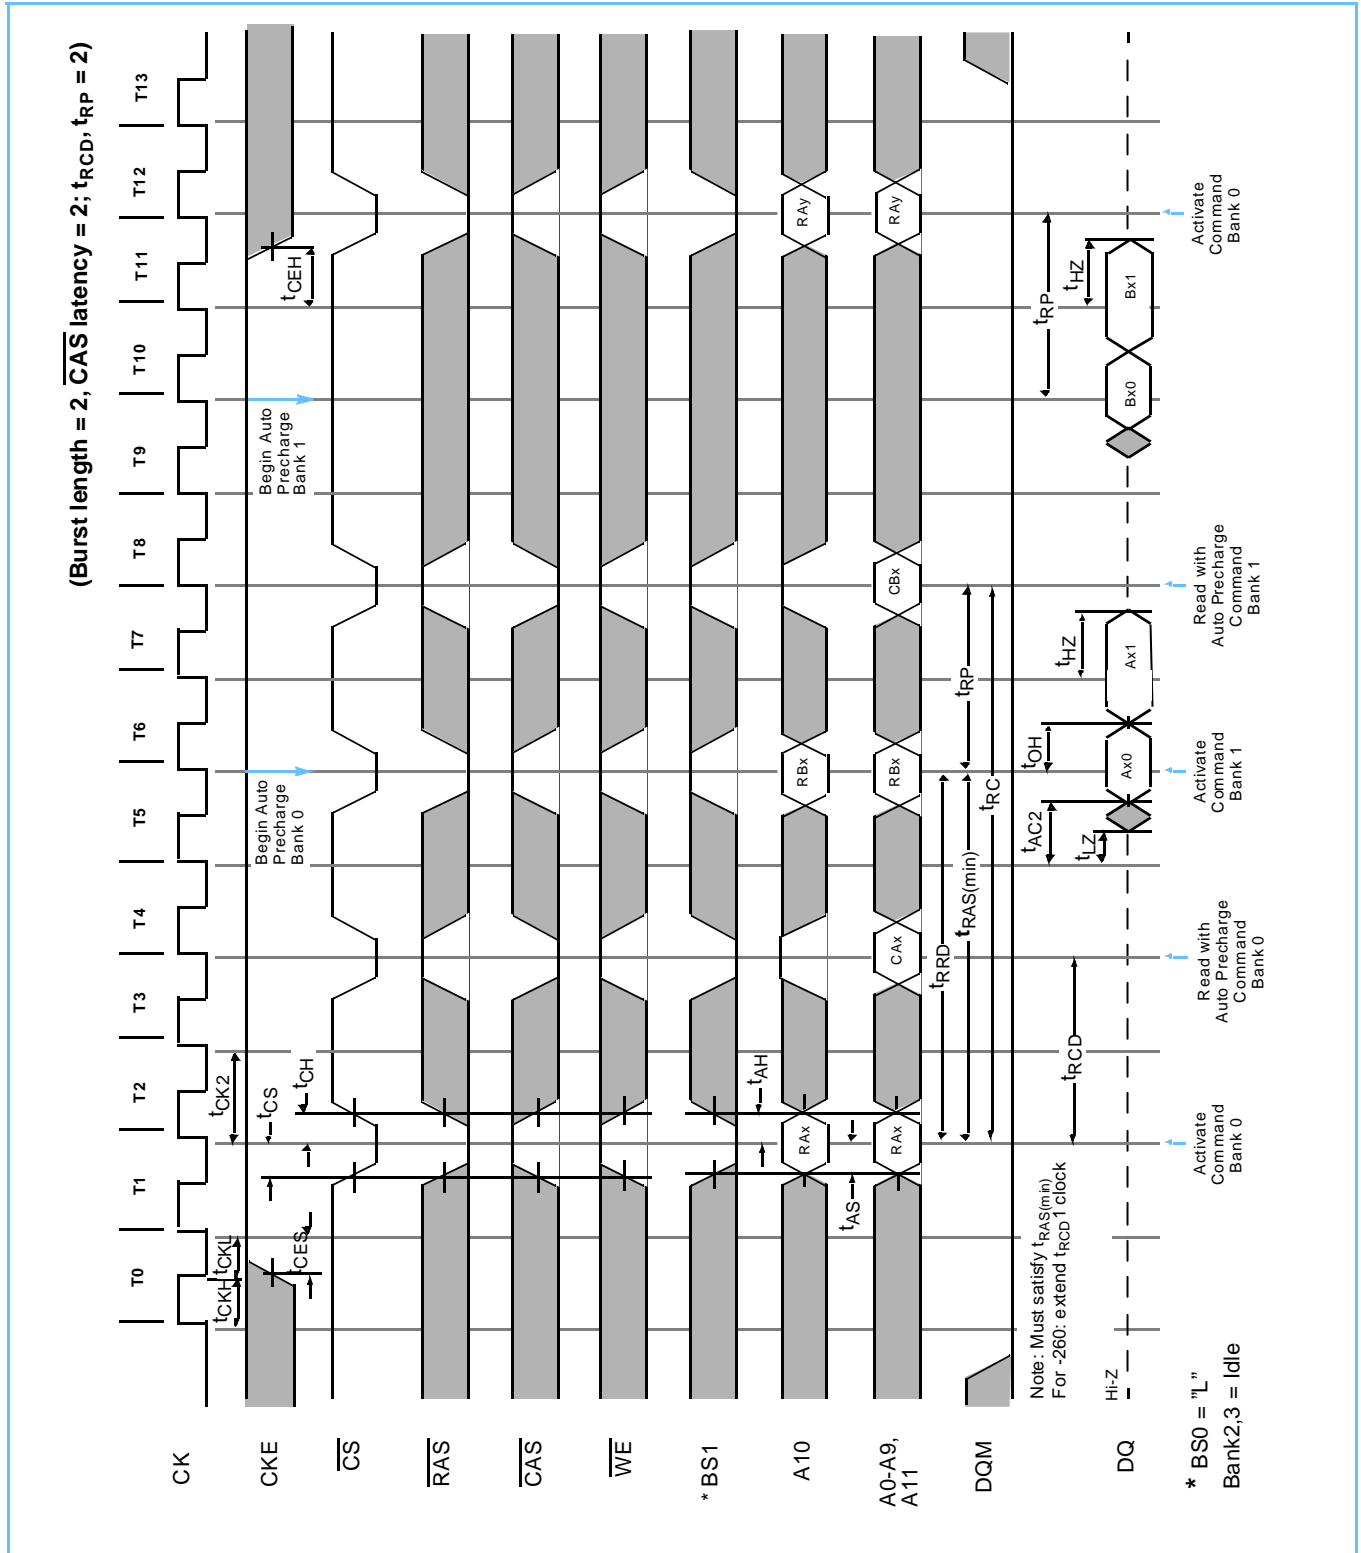 (Burst length = 2, CAS latency = 2; tRCD, tRP = 2)
T0 T1 T2 T3 T4 T5 T6 T7 T8 T9 T10 T11 T12 T13
CK
tCKH tCKL tCK2
CKE
tCES
tCS
tCH
Begin Auto
Precharge
Bank 0
Begin Auto
Precharge
Bank 1
tCEH
CS
RAS
CAS
WE
* BS1
A10
tAH
RAx RBx RAy
tAS
A0-A9,
A11
RAx CAx RBx CBx RAy
tRRD
tRAS(min)
tRP
tRC
DQM
Note: Must satisfy tRAS(min)
For -260: extend tRCD 1 clock
tRCD
tAC2
tOH
tLZ
tHZ
tRP
tHZ
DQ
Hi-Z
Ax0 Ax1 Bx0 Bx1
Activate
Command
Bank 0
Read with
Auto Precharge
Command
Bank 0
Activate
Command
Bank 1
Read with
Auto Precharge
Command
Bank 1
Activate
Command
Bank 0
* BS0 = "L"
Bank2,3 = Idle